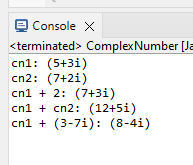 Console
<terminated> ComplexNumber [Ja
cn1: (5+3i)
cn2: (7+2i)
cn1 + 2: (7+3i)
cn1 + cn2: (12+5i)
cn1 + (3-7i): (8-4i)